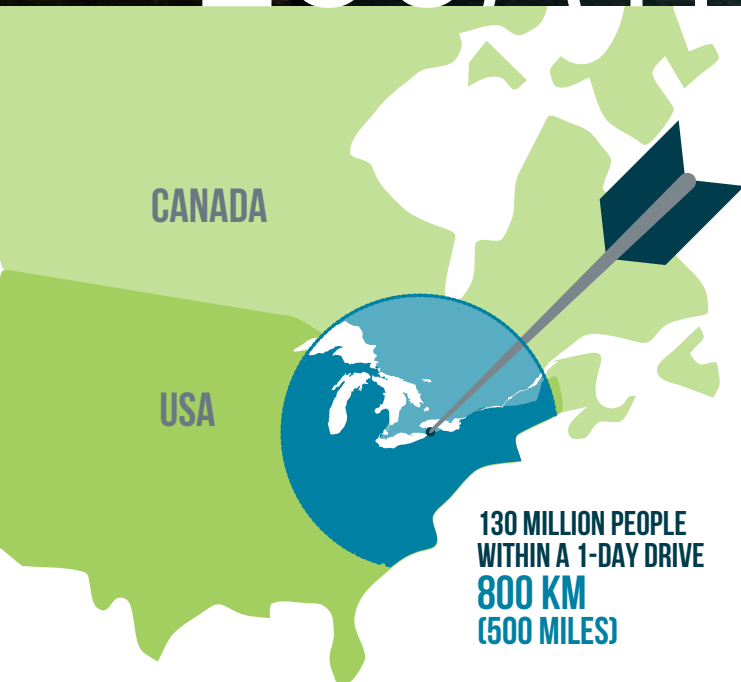 CANADA
USA
130 MILLION PEOPLE
WITHIN A 1-DAY DRIVE
800 KM
(500 MILES)